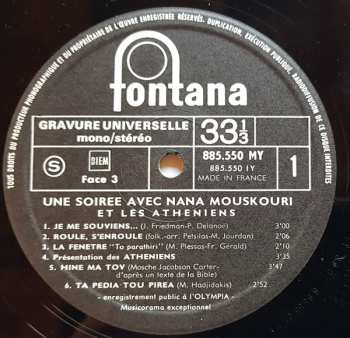 TOUS DROITS DU PRODUCTEUR PHONOGRAPHIQUE ET DU PROPRIÉTAIRE DE L'ŒUVRE ENREGISTRÉE RÉSERVÉS. DUPLICATION, EXÉCUTION PUBLIQUE, RADIODIFFUSION DE CE DISQUE INTERDITES
fontana
GRAVURE UNIVERSELLE
mono/stéréo
33 1/3
885.550 MY
S
BIEM
Face 3
885.550 1Y
MADE IN FRANCE
1
UNE SOIREE AVEC NANA MOUSKOURI
ET LES ATHENIENS
1. JE ME SOUVIENS... (J. Friedman-P. Delanoë) 3'00
2. ROULE, S'ENROULE (folk.-arr. Petsilas-M. Jourdan) 2'06
3. LA FENETRE "To parathiri" (M. Plessas-Fr. Gérald) 2'10
4. Présentation des ATHENIENS 3'35
5. HINE MA TOV (Mosche Jacobson Carter- 3'47
d'après un texte de la Bible)
6. TA PEDIA TOU PIREA (M. Hadjidakis) 2'52
- enregistrement public à l'OLYMPIA -
Musicorama exceptionnel